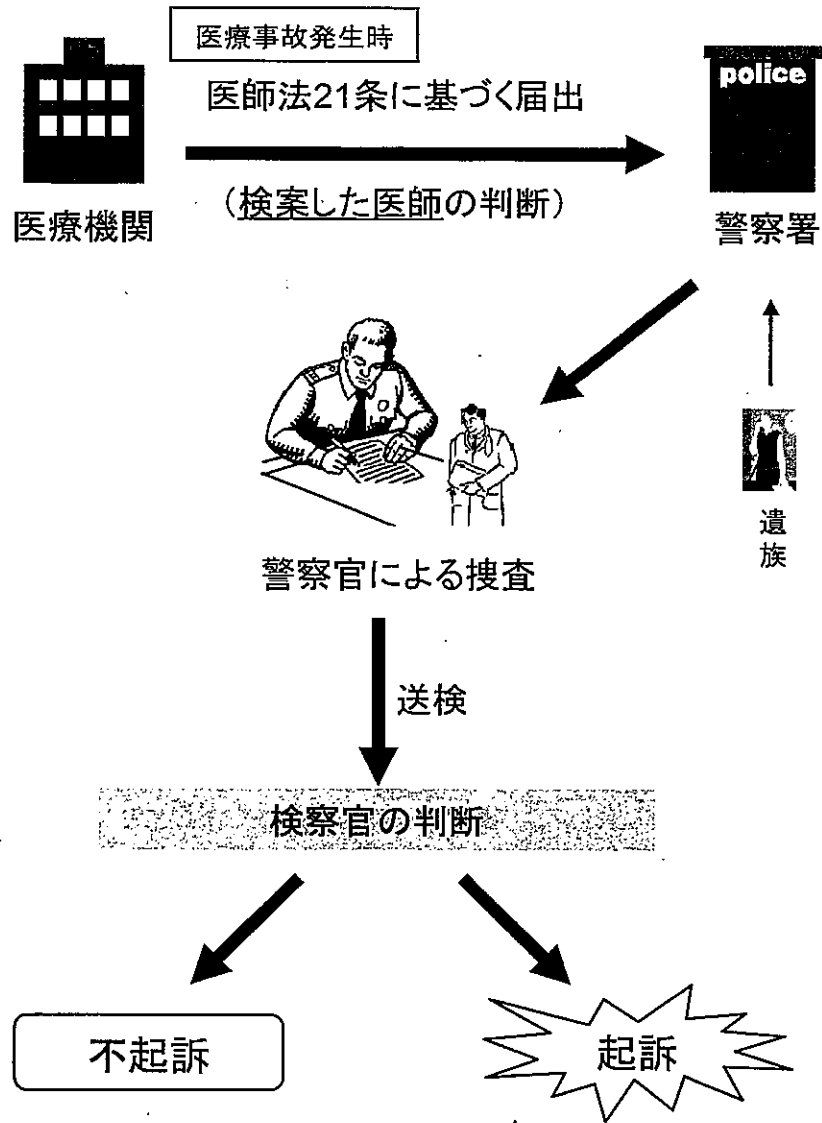 医療事故発生時
police
医師法21条に基づく届出
(検案した医師の判断)
医療機関
警察署
遺族
警察官による捜査
送検
検察官の判断
不起訴
起訴